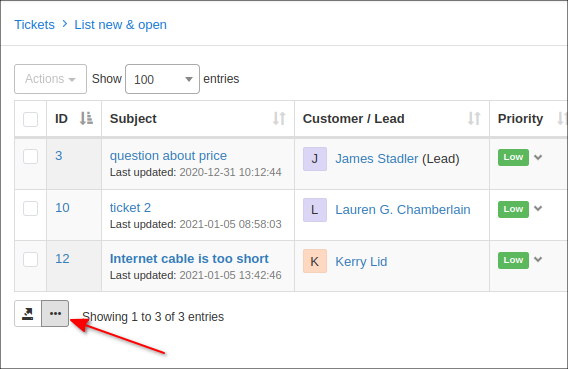 Tickets > List new & open
Actions Show 100 entries
ID Subject Customer / Lead Priority
3 question about price J James Stadler (Lead) Low
Last updated: 2020-12-31 10:12:44
10 ticket 2 L Lauren G. Chamberlain Low
Last updated: 2021-01-05 08:58:03
12 Internet cable is too short K Kerry Lid Low
Last updated: 2021-01-05 13:42:46
Showing 1 to 3 of 3 entries